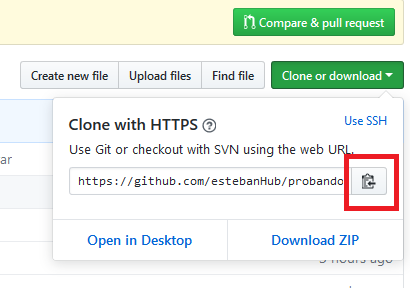 Compare & pull request
Create new file Upload files Find file Clone or download
Clone with HTTPS ? Use SSH
Use Git or checkout with SVN using the web URL.
https://github.com/estebanHub/probando
ar
Open in Desktop Download ZIP
hours ago